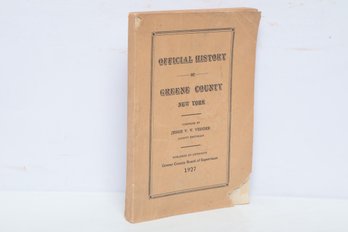 OFFICIAL HISTORY
OF
GREENE COUNTY
NEW YORK
COMPILED BY
JESSIE V. V. VEDDER
COUNTY HISTORIAN
PUBLISHED BY AUTHORITY
Greene County Board of Supervisors
1927